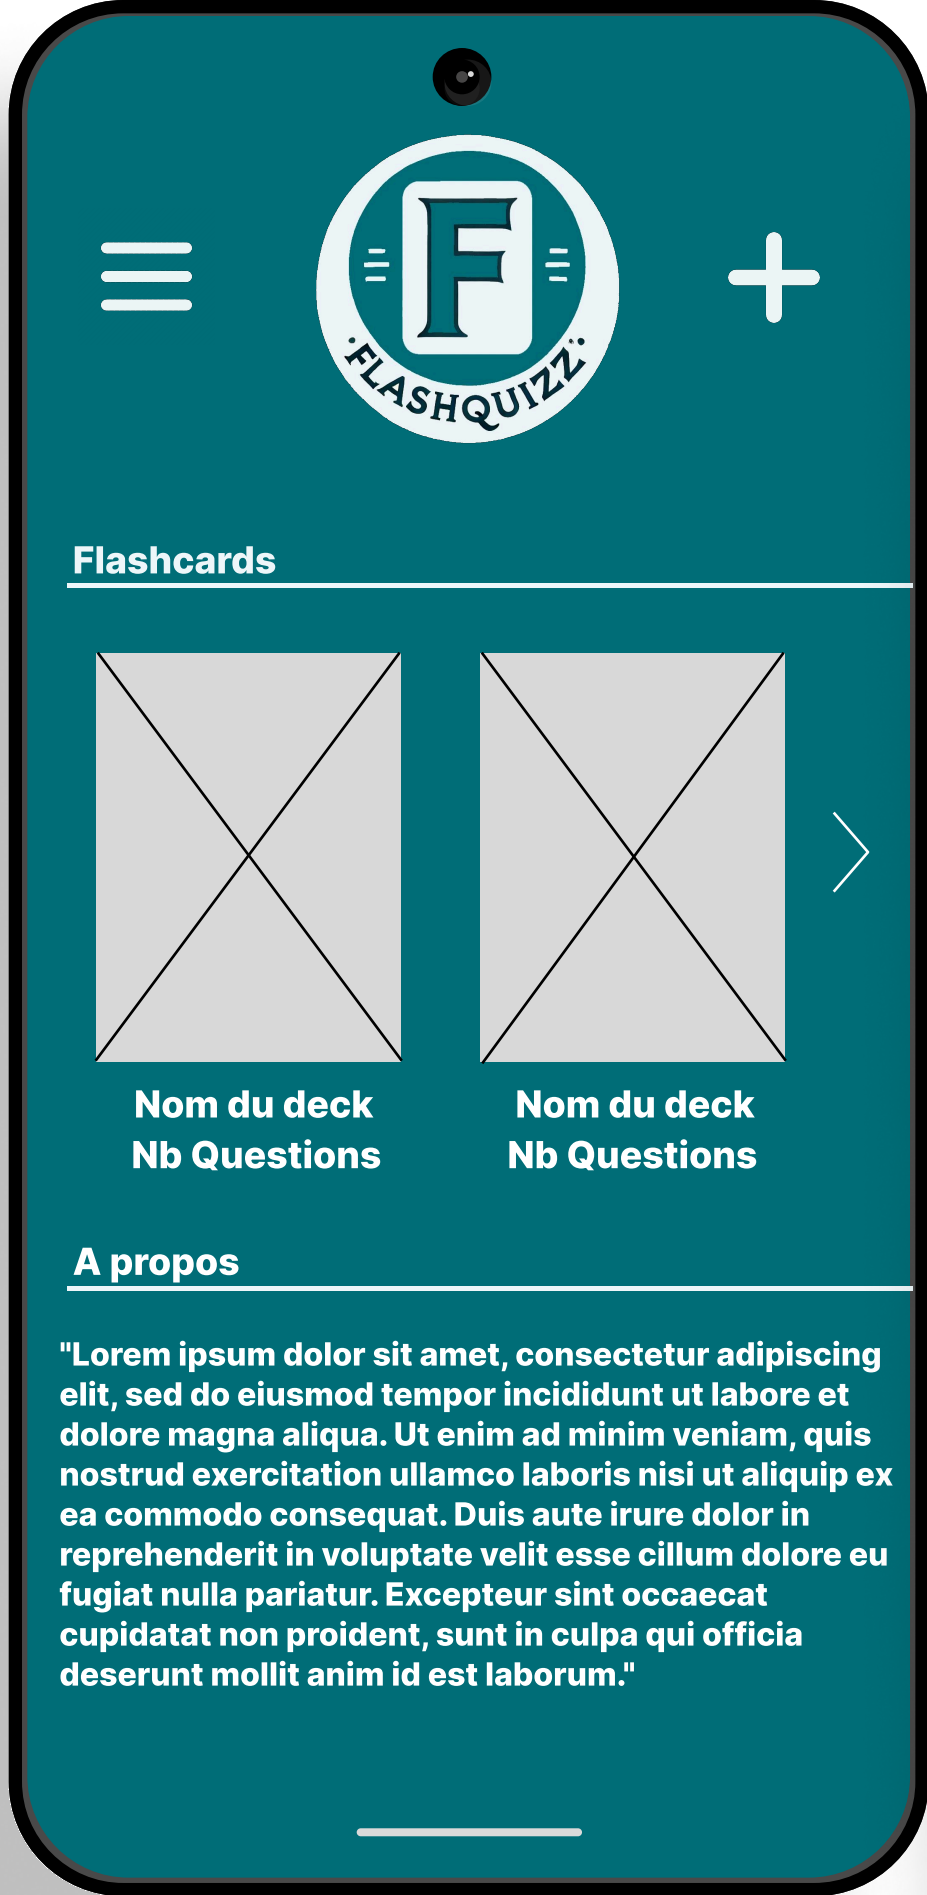 F
FLASHQUIZZ
Flashcards
Nom du deck
Nb Questions
Nom du deck
Nb Questions
A propos
"Lorem ipsum dolor sit amet, consectetur adipiscing
elit, sed do eiusmod tempor incididunt ut labore et
dolore magna aliqua. Ut enim ad minim veniam, quis
nostrud exercitation ullamco laboris nisi ut aliquip ex
ea commodo consequat. Duis aute irure dolor in
reprehenderit in voluptate velit esse cillum dolore eu
fugiat nulla pariatur. Excepteur sint occaecat
cupidatat non proident, sunt in culpa qui officia
deserunt mollit anim id est laborum."